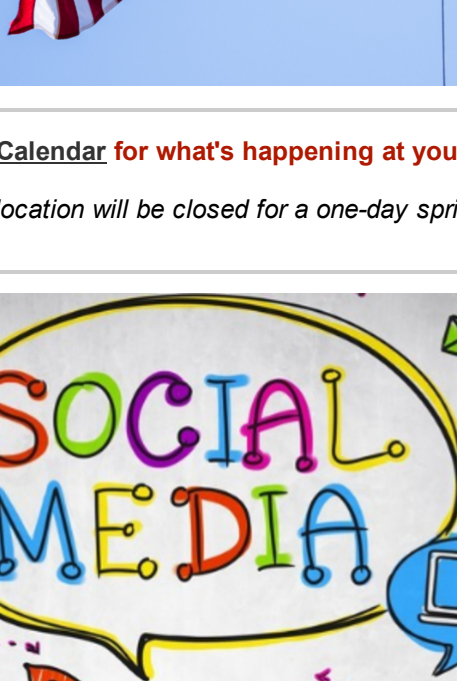 Calendar for what's happening at you
location will be closed for a one-day spri
SOCIAL
MEDIA